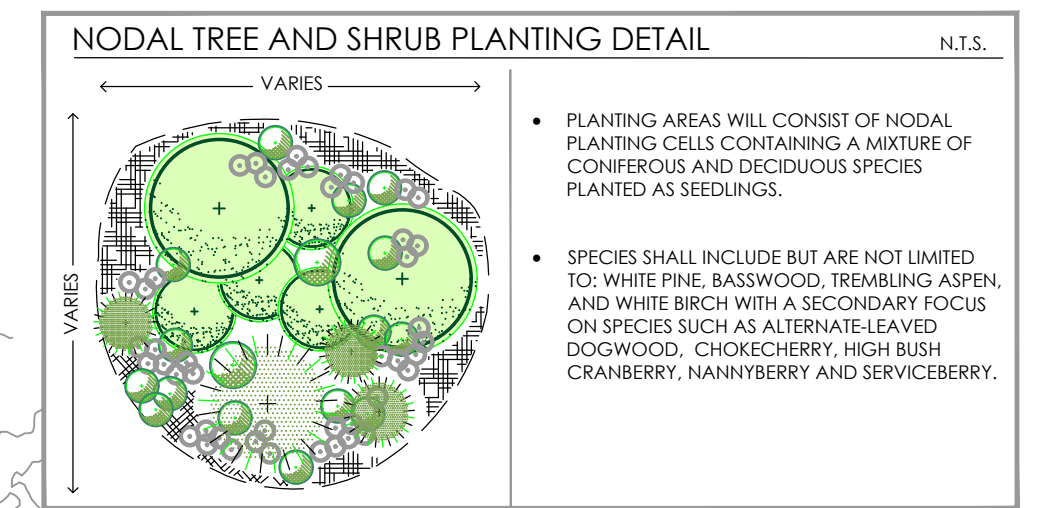 NODAL TREE AND SHRUB PLANTING DETAIL
N.T.S.
VARIES
VARIES
• PLANTING AREAS WILL CONSIST OF NODAL
PLANTING CELLS CONTAINING A MIXTURE OF
CONIFEROUS AND DECIDUOUS SPECIES
PLANTED AS SEEDLINGS.
• SPECIES SHALL INCLUDE BUT ARE NOT LIMITED
TO: WHITE PINE, BASSWOOD, TREMBLING ASPEN,
AND WHITE BIRCH WITH A SECONDARY FOCUS
ON SPECIES SUCH AS ALTERNATE-LEAVED
DOGWOOD, CHOKECHERRY, HIGH BUSH
CRANBERRY, NANNYBERRY AND SERVICEBERRY.